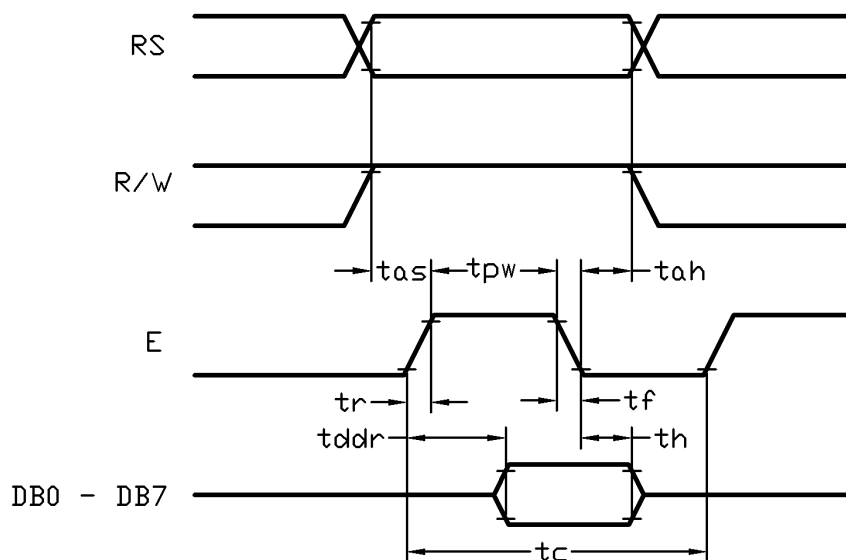 RS
R/W
tas tpw tah
E
tr tf
tddr th
DB0 - DB7
tc